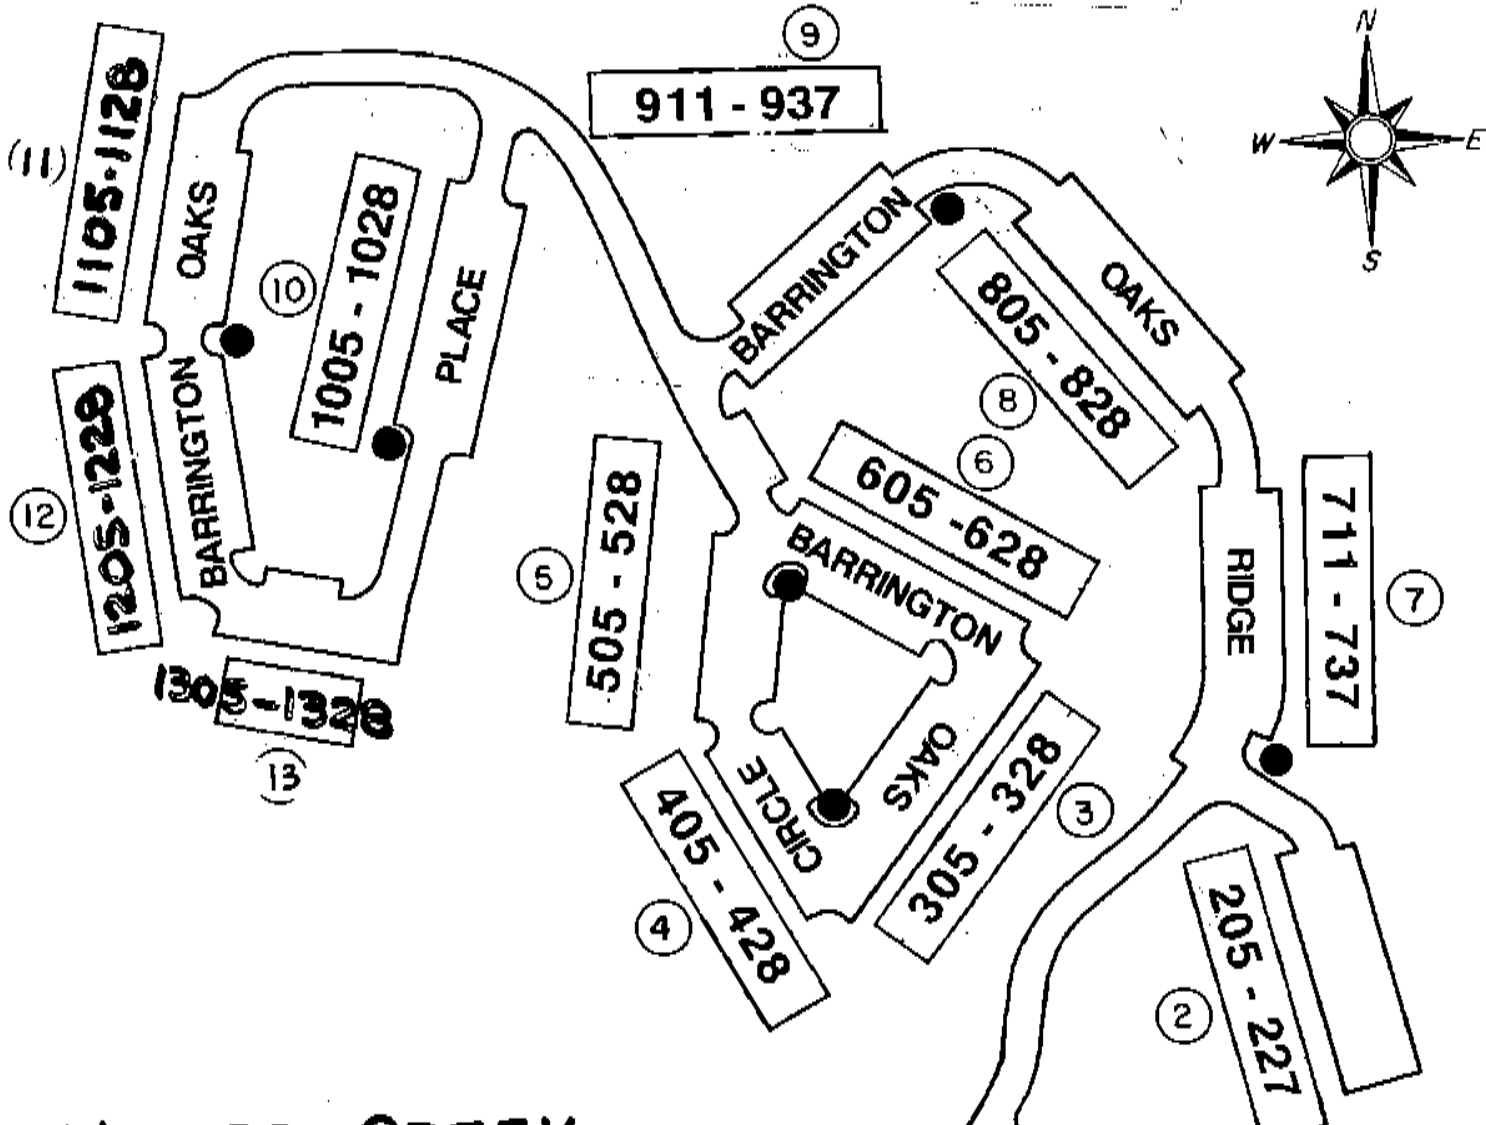 9
911 - 937
N
W
E
S
(11)
1105-1128
OAKS
BARRINGTON
10
1005 - 1028
PLACE
12
1205-1228
1305-1328
(13)
BARRINGTON
OAKS
RIDGE
805 - 828
8
6
605 -628
711 - 737
7
5
505 - 528
BARRINGTON
OAKS
CIRCLE
305 - 328
3
405 - 428
4
205 - 227
2